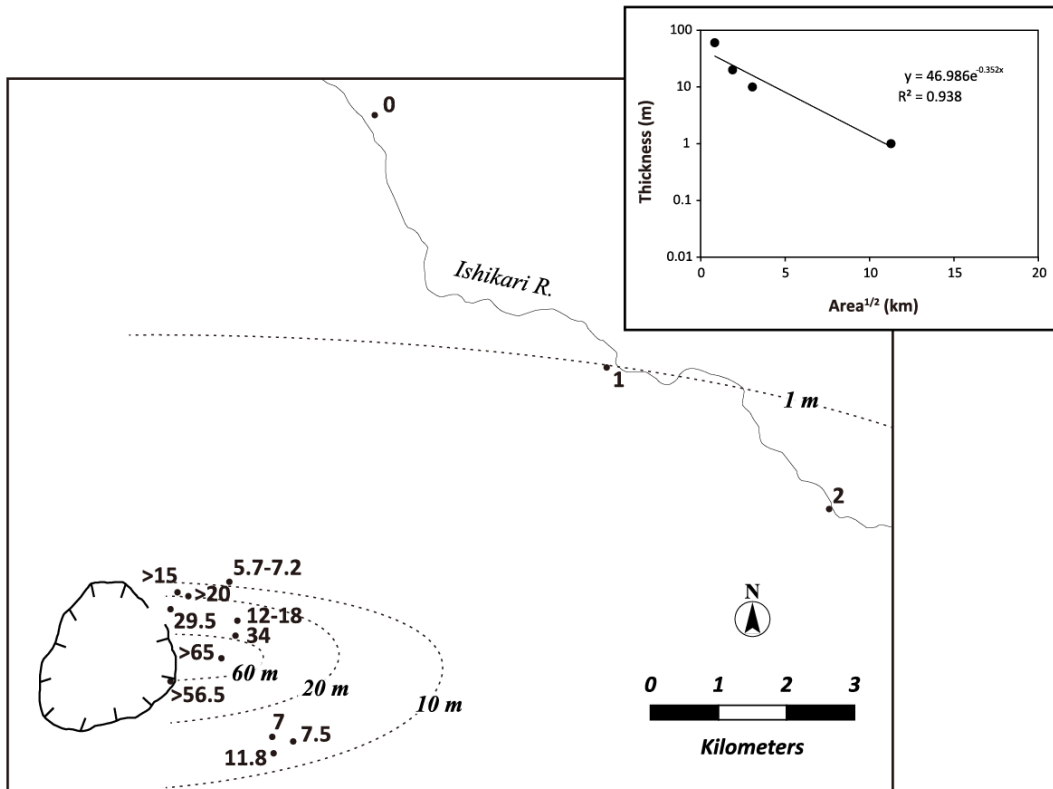 100
10
1
0.1
0.01
Thickness (m)
y = 46.986e^-0.352x
R² = 0.938
0 5 10 15 20
Area^1/2 (km)
0
Ishikari R.
1
1 m
2
5.7-7.2
>15
>20
29.5
12-18
34
>65
60 m
>56.5
20 m
10 m
7
7.5
11.8
N
0 1 2 3
Kilometers